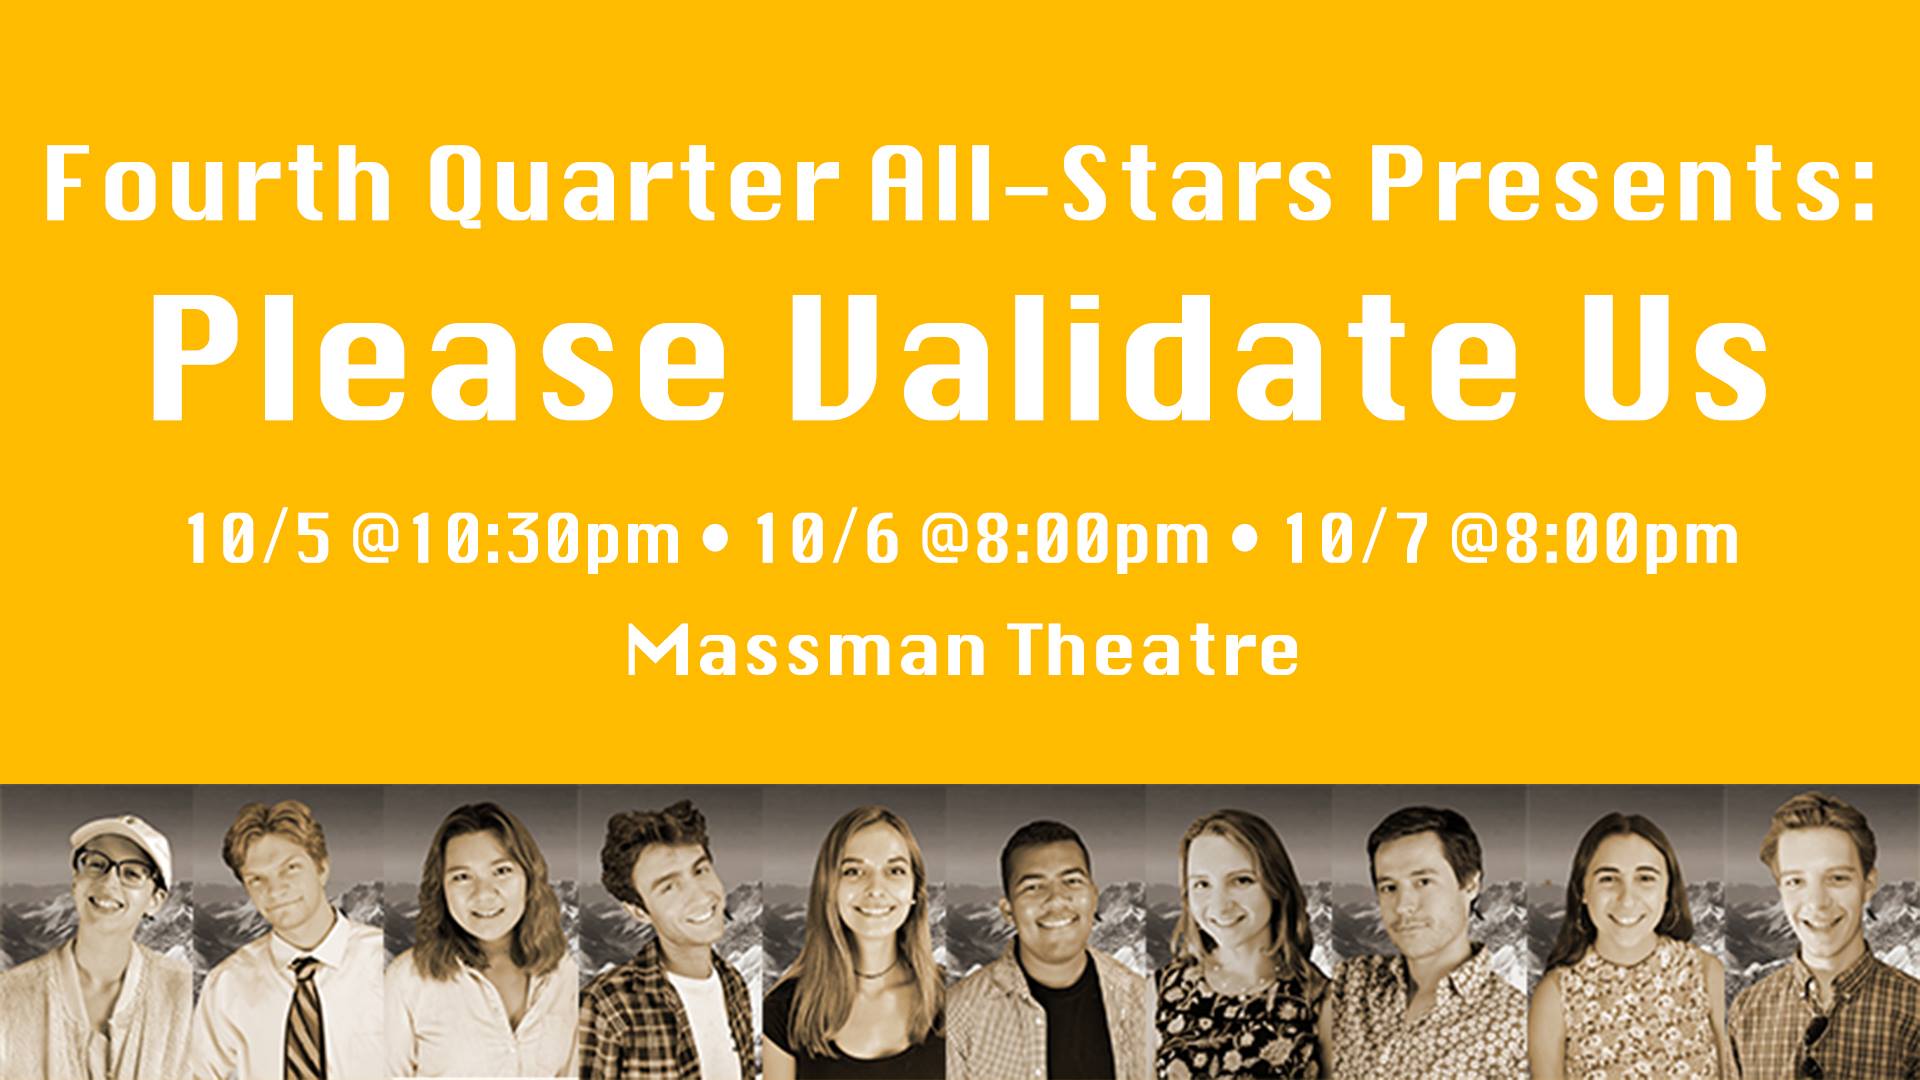 Fourth Quarter All-Stars Presents:
Please Validate Us
10/5 @10:30pm • 10/6 @8:00pm • 10/7 @8:00pm
Massman Theatre